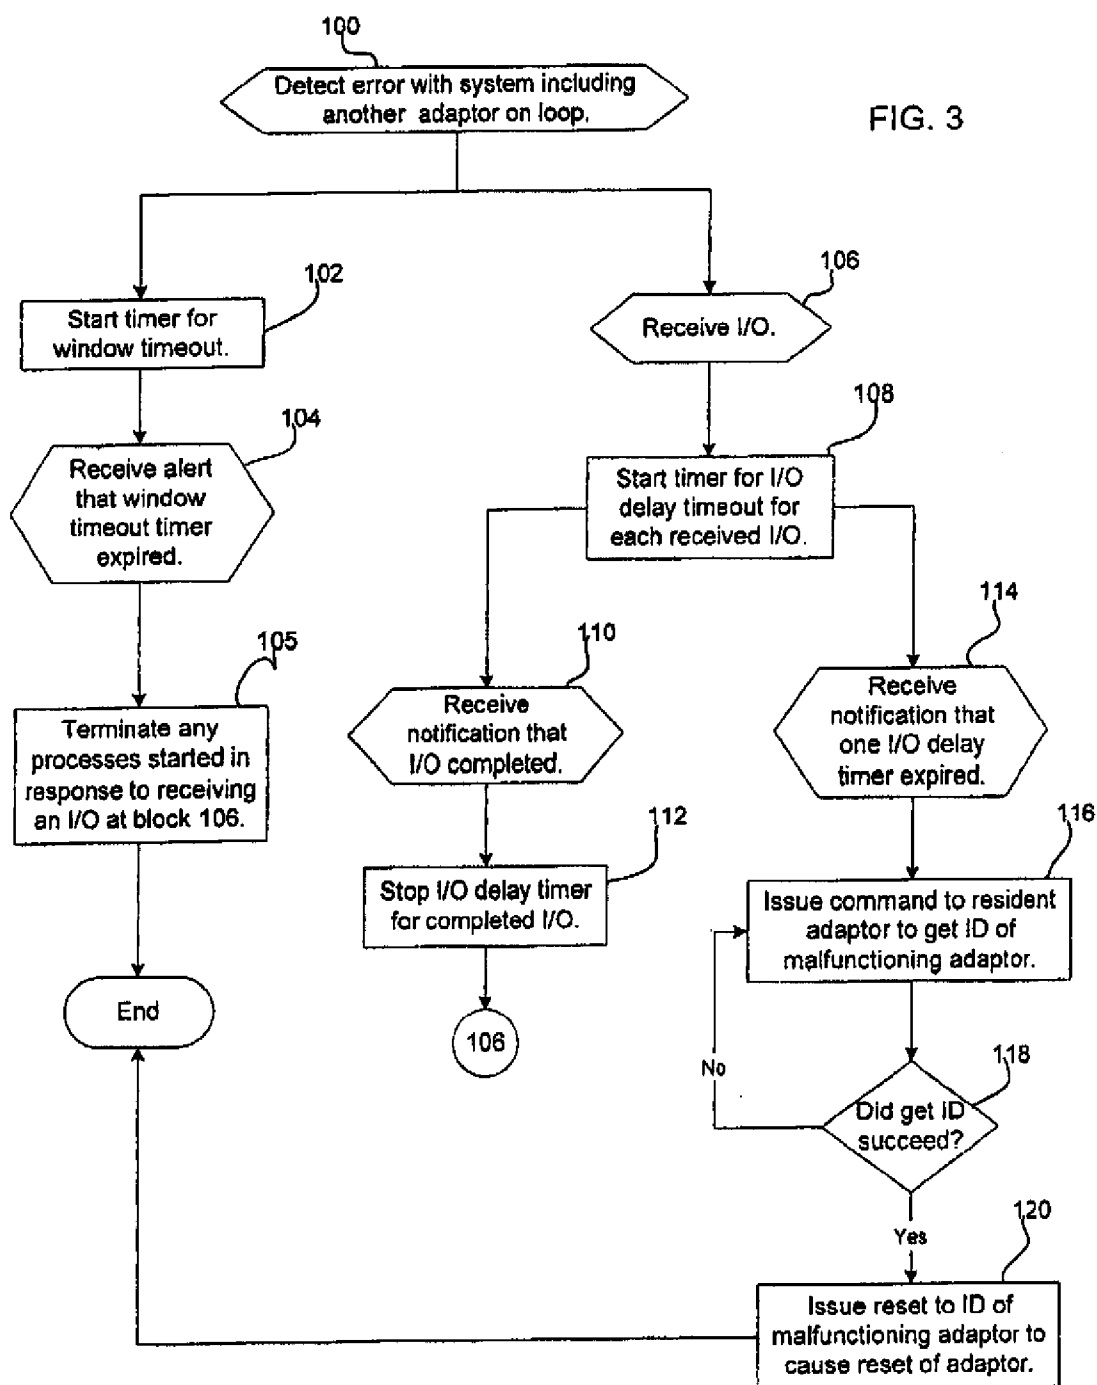 100
Detect error with system including
another adaptor on loop.
FIG. 3
102
Start timer for
window timeout.
106
Receive I/O.
104
Receive alert
that window
timeout timer
expired.
108
Start timer for I/O
delay timeout for
each received I/O.
105
Terminate any
processes started in
response to receiving
an I/O at block 106.
110
Receive
notification that
I/O completed.
114
Receive
notification that
one I/O delay
timer expired.
112
Stop I/O delay timer
for completed I/O.
116
Issue command to resident
adaptor to get ID of
malfunctioning adaptor.
End
106
No
118
Did get ID
succeed?
Yes
120
Issue reset to ID of
malfunctioning adaptor to
cause reset of adaptor.